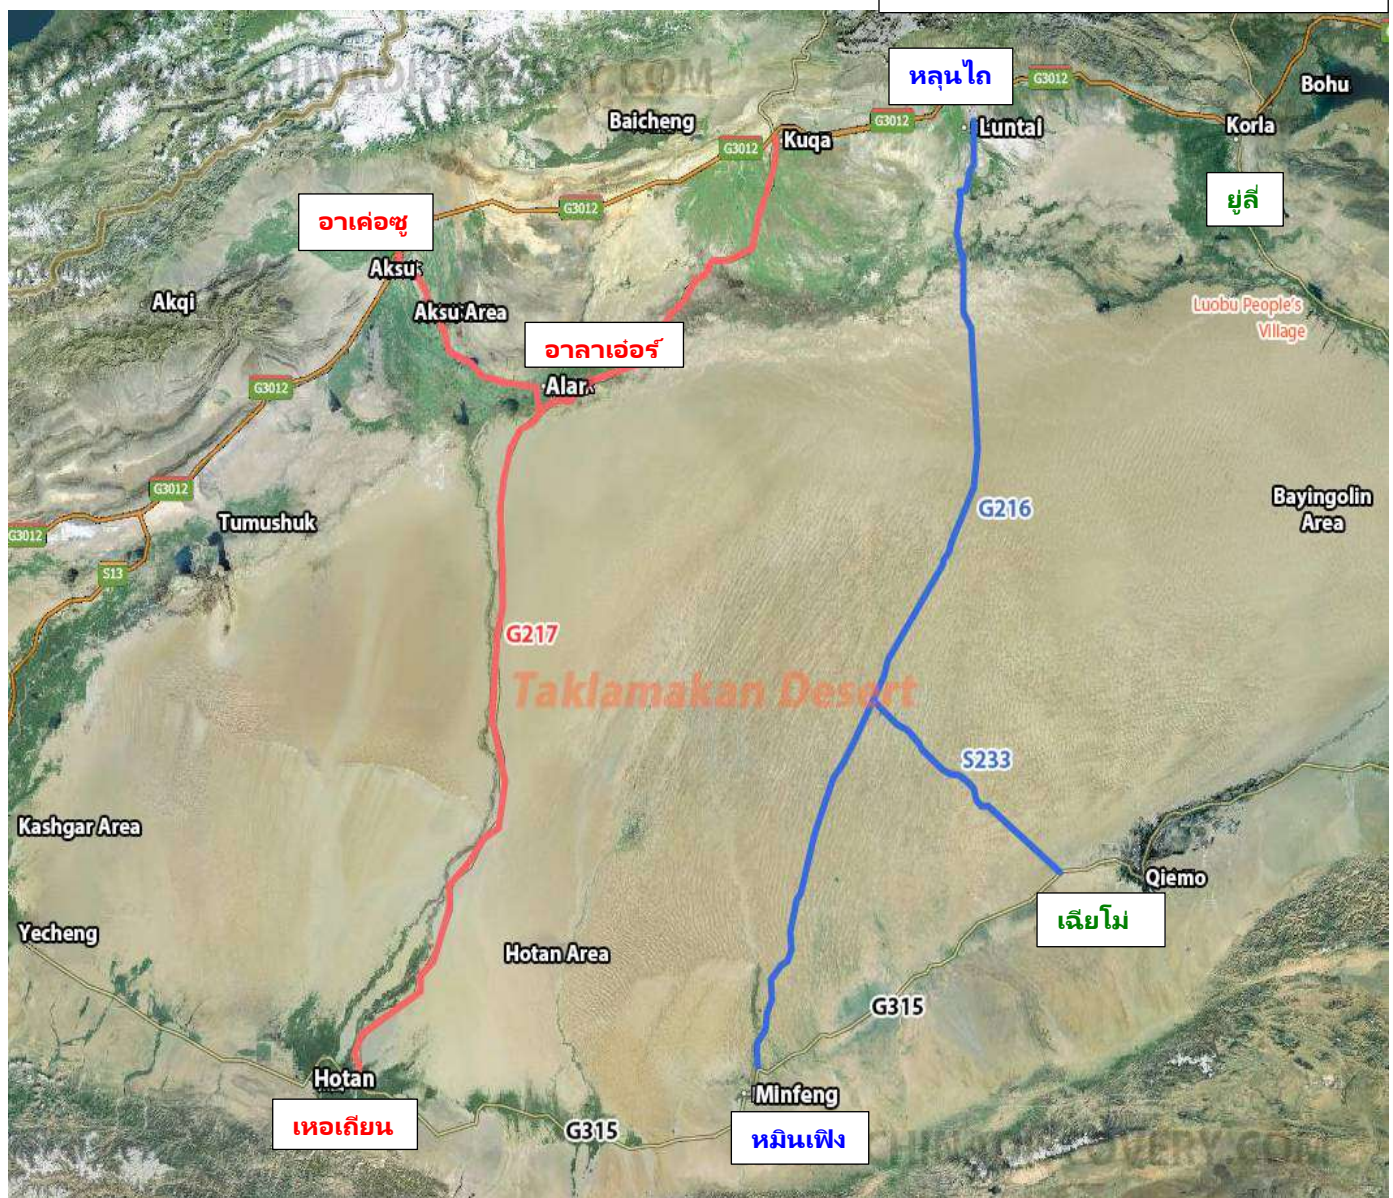 หลุนไถ
G3012
Bohu
Baicheng
G3012
Luntai
Korla
Kuqa
G3012
ยู่ลี่
อาเค่อซู
G3012
Aksu
Akqi
Luobu People's
Village
Aksu Area
อาลาเอ๋อร์
G3012
Alar
G3012
Bayingolin
Area
G216
Tumushuk
G3012
S13
G217
Taklamakan Desert
S233
Kashgar Area
Qiemo
เฉียโม่
Yecheng
Hotan Area
G315
Hotan
Minfeng
เหอเถียน
G315
หมินเฟิง